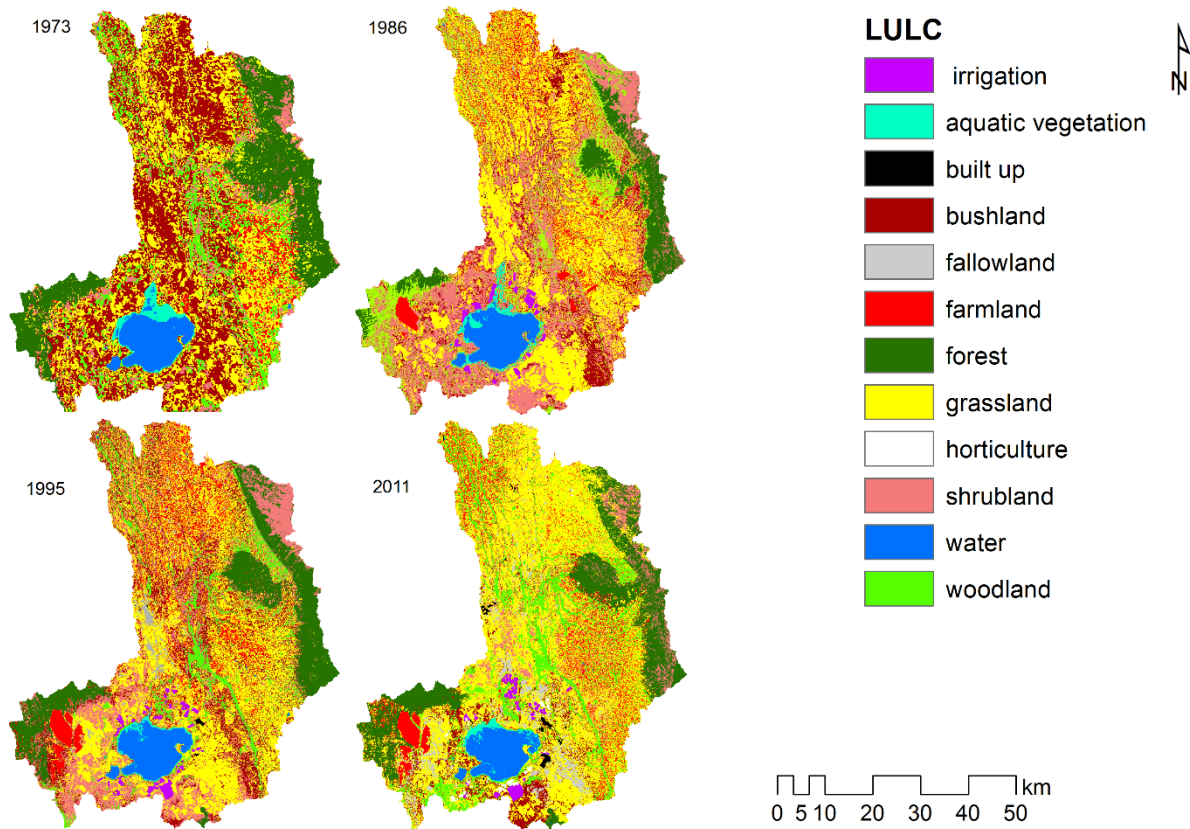 1973
1986
1995
2011
LULC
irrigation
aquatic vegetation
built up
bushland
fallowland
farmland
forest
grassland
horticulture
shrubland
water
woodland
N
km
0 5 10 20 30 40 50